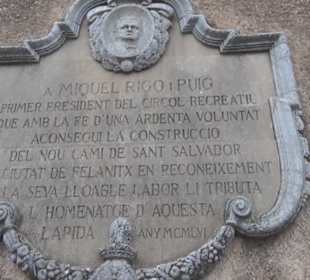 A MIQUEL RIGO I PUIG
PRIMER PRESIDENT DEL CIRCOL RECREATIU
QUE AMB LA FE D'UNA ARDENTA VOLUNTAT
ACONSEGUI LA CONSTRUCCIO
DEL NOU CAMI DE SANT SALVADOR
CIUTAT DE FELANITX EN RECONEIXEMENT
LA SEVA LLOABLE LABOR LI TRIBUTA
L'HOMENATGE D'AQUESTA
LAPIDA ANY MCMLVI